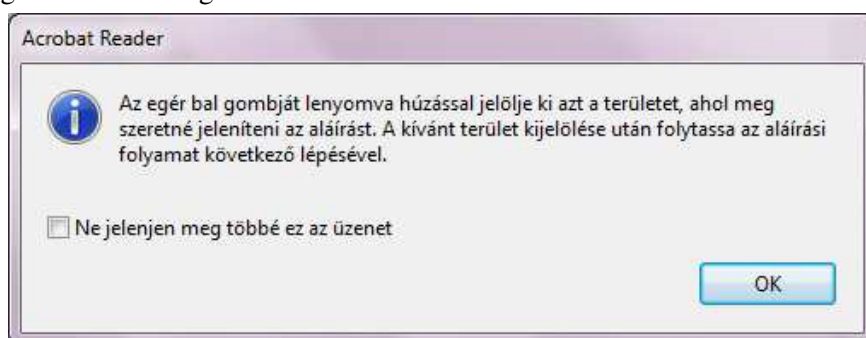 Acrobat Reader
Az egér bal gombját lenyomva húzással jelölje ki azt a területet, ahol meg
szeretné jeleníteni az aláírást. A kívánt terület kijelölése után folytassa az aláírási
folyamat következő lépésével.
Ne jelenjen meg többé ez az üzenet
OK